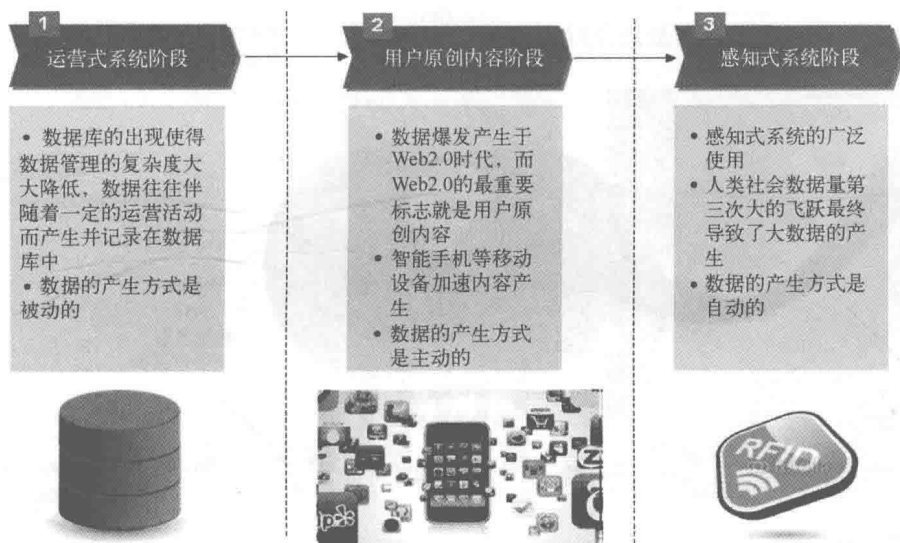 1
运营式系统阶段
• 数据库的出现使得
数据管理的复杂度大
大降低，数据往往伴
随着一定的运营活动
而产生并记录在数据
库中
• 数据的产生方式是
被动的
2
用户原创内容阶段
• 数据爆发产生于
Web2.0时代，而
Web2.0的最重要
标志就是用户原
创内容
• 智能手机等移动
设备加速内容产
生
• 数据的产生方式
是主动的
3
感知式系统阶段
• 感知式系统的广泛
使用
• 人类社会数据量第
三次大的飞跃最终
导致了大数据的产
生
• 数据的产生方式是
自动的
RFID